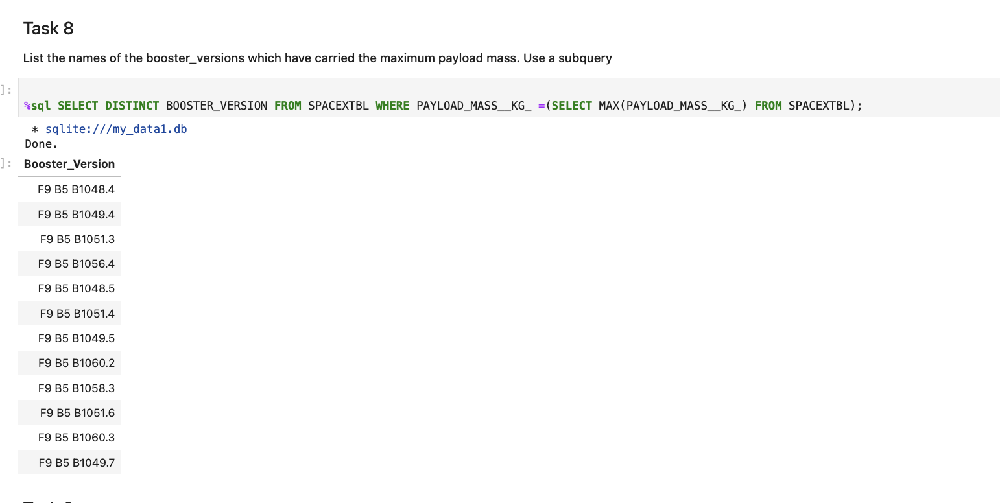 Task 8
List the names of the booster_versions which have carried the maximum payload mass. Use a subquery
]:
%sql SELECT DISTINCT BOOSTER_VERSION FROM SPACEXTBL WHERE PAYLOAD_MASS__KG_ =(SELECT MAX(PAYLOAD_MASS__KG_) FROM SPACEXTBL);
* sqlite:///my_data1.db
Done.
]: Booster_Version
F9 B5 B1048.4
F9 B5 B1049.4
F9 B5 B1051.3
F9 B5 B1056.4
F9 B5 B1048.5
F9 B5 B1051.4
F9 B5 B1049.5
F9 B5 B1060.2
F9 B5 B1058.3
F9 B5 B1051.6
F9 B5 B1060.3
F9 B5 B1049.7